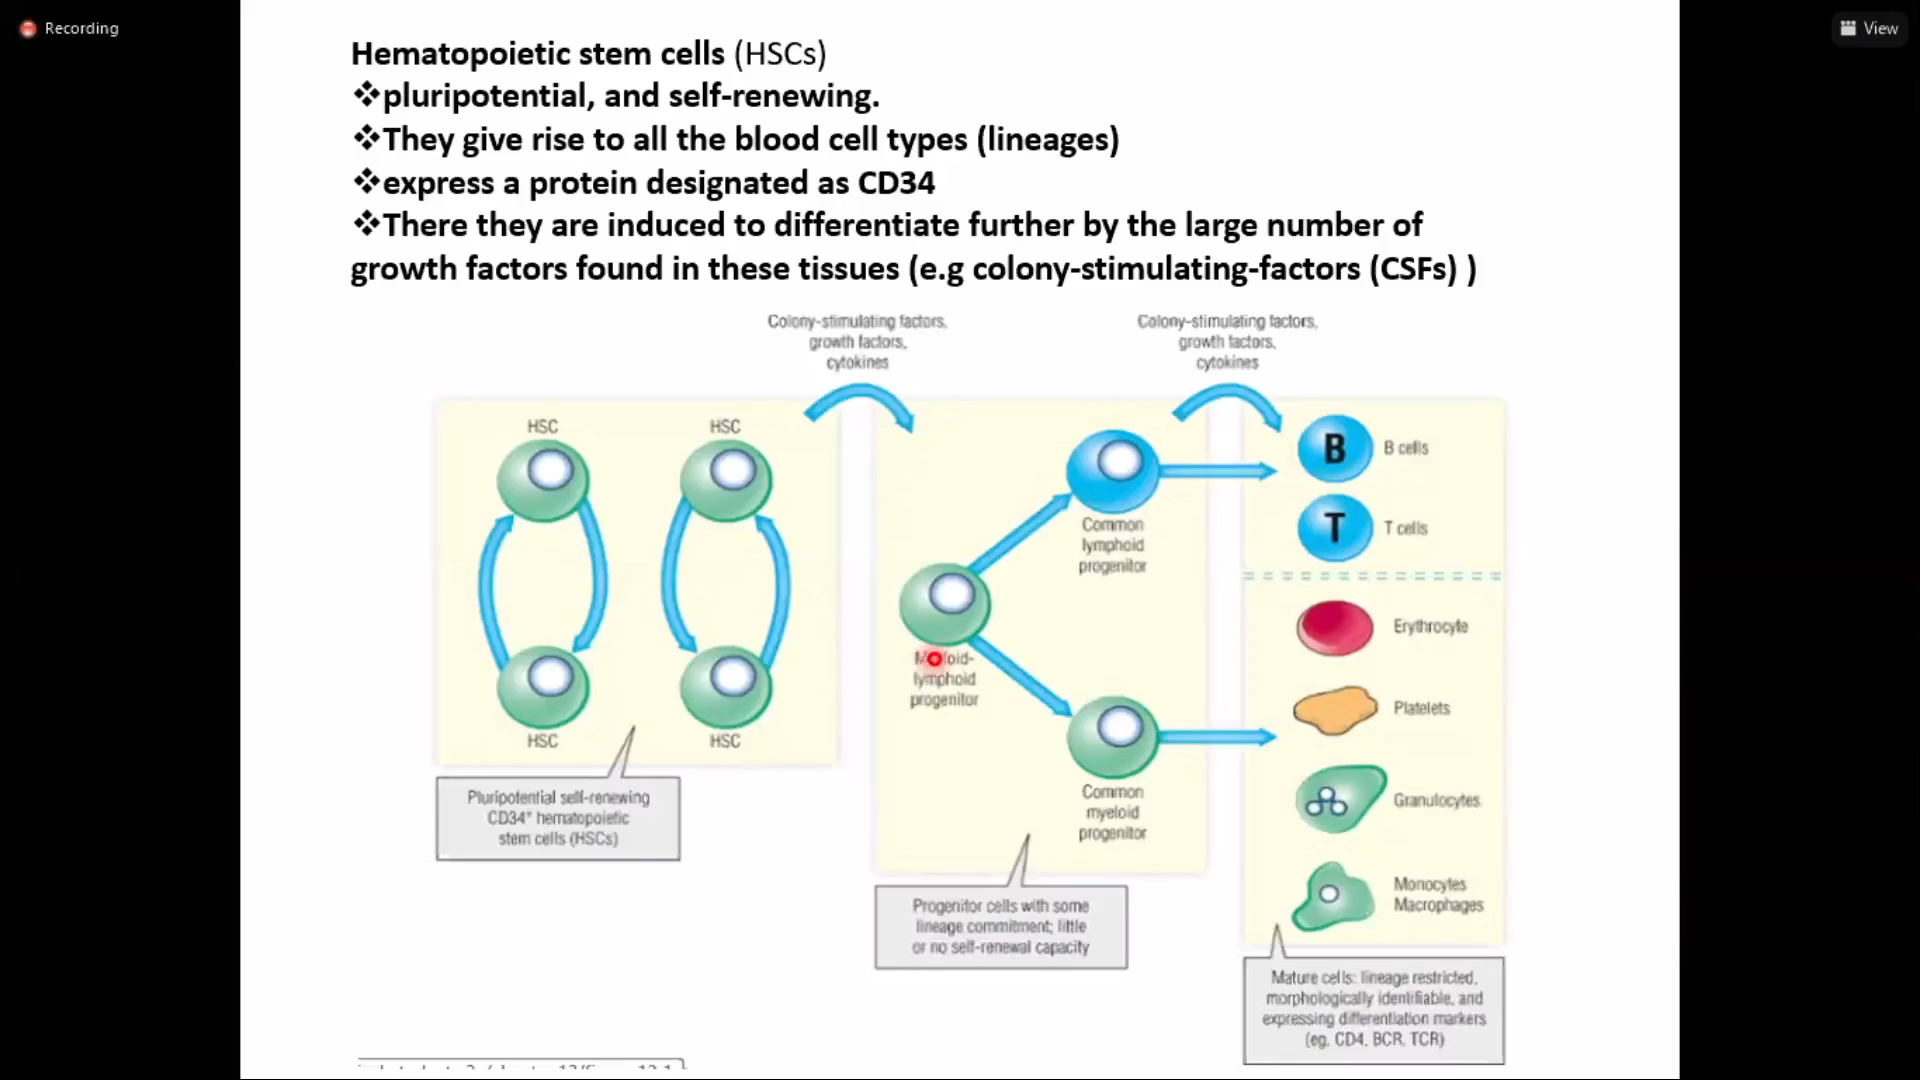 Recording
View
Hematopoietic stem cells (HSCs)
❖pluripotential, and self-renewing.
❖They give rise to all the blood cell types (lineages)
❖express a protein designated as CD34
❖There they are induced to differentiate further by the large number of
growth factors found in these tissues (e.g colony-stimulating-factors (CSFs) )
Colony-stimulating factors,
growth factors,
cytokines
Colony-stimulating factors,
growth factors,
cytokines
HSC
HSC
HSC
HSC
Pluripotential self-renewing
CD34⁺ hematopoietic
stem cells (HSCs)
lymphoid
progenitor
Common
lymphoid
progenitor
Common
myeloid
progenitor
Progenitor cells with some
lineage commitment; little
or no self-renewal capacity
B
B cells
T
T cells
Erythrocyte
Platelets
Granulocytes
Monocytes
Macrophages
Mature cells: lineage restricted,
morphologically identifiable, and
expressing differentiation markers
(eg, CD4, BCR, TCR)